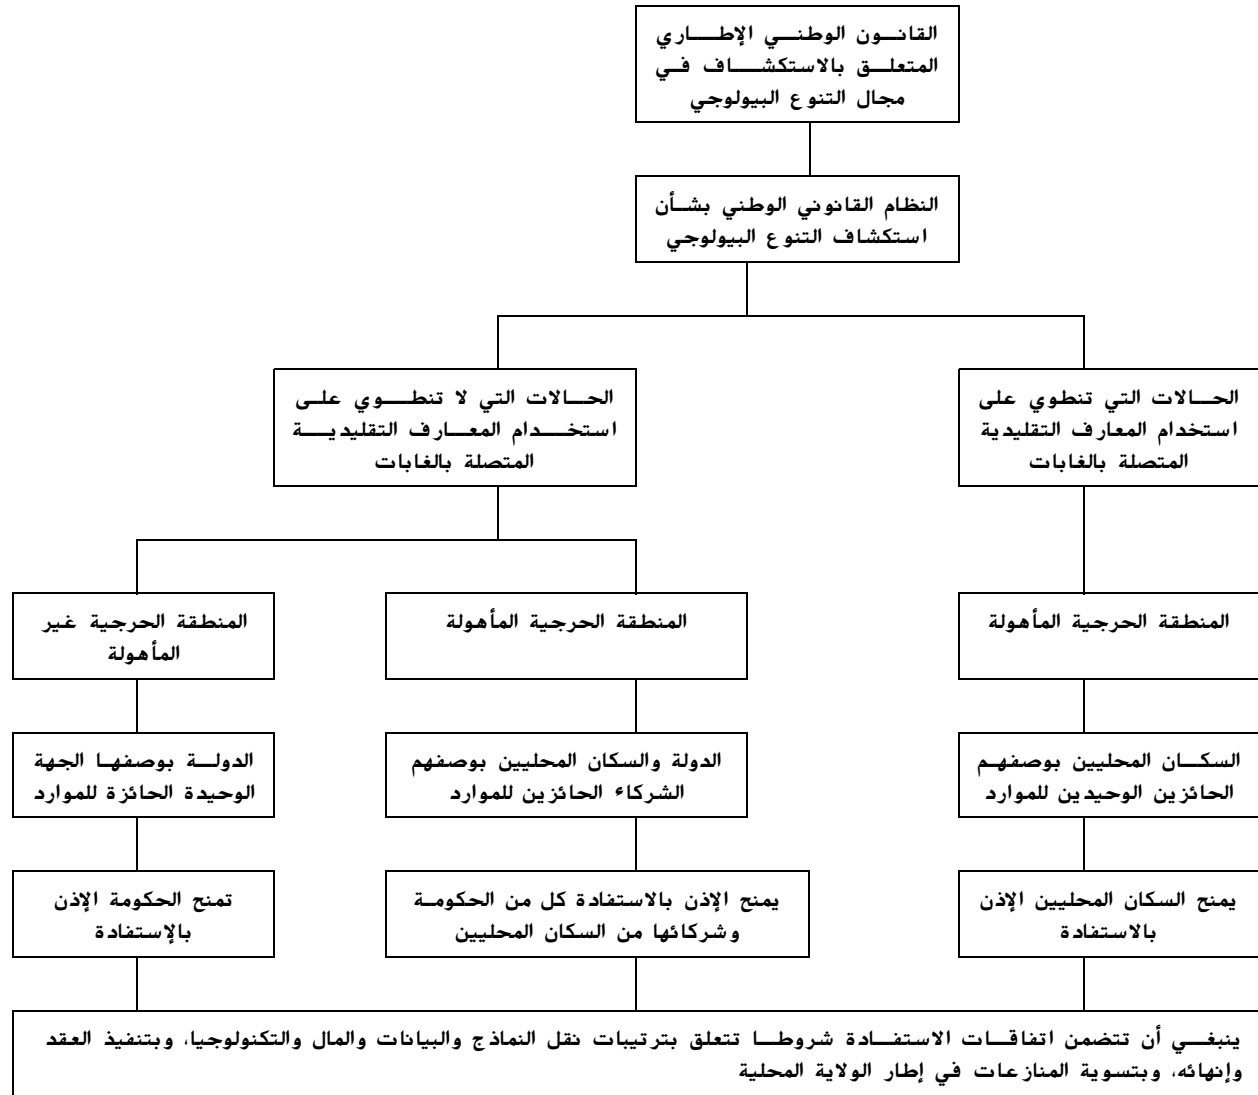 القانون الوطني الإطاري
المتعلق بالاستكشاف في
مجال التنوع البيولوجي
النظام القانوني الوطني بشأن
استكشاف التنوع البيولوجي
الحالات التي تنطوي على
استخدام المعارف التقليدية
المتصلة بالغابات
الحالات التي لا تنطوي على
استخدام المعارف التقليدية
المتصلة بالغابات
المنطقة الحرجية المأهولة
المنطقة الحرجية المأهولة
المنطقة الحرجية غير
المأهولة
السكان المحليين بوصفهم
الحائزين الوحيدين للموارد
الدولة والسكان المحليين بوصفهم
الشركاء الحائزين للموارد
الدولة بوصفها الجهة
الوحيدة الحائزة للموارد
يمنح السكان المحليين الإذن
بالاستفادة
يمنح الإذن بالاستفادة كل من الحكومة
وشركائها من السكان المحليين
تمنح الحكومة الإذن
بالإستفادة
ينبغي أن تتضمن اتفاقات الاستفادة شروطا تتعلق بترتيبات نقل النماذج والبيانات والمال والتكنولوجيا، وبتنفيذ العقد
وإنهائه، وبتسوية المنازعات في إطار الولاية المحلية